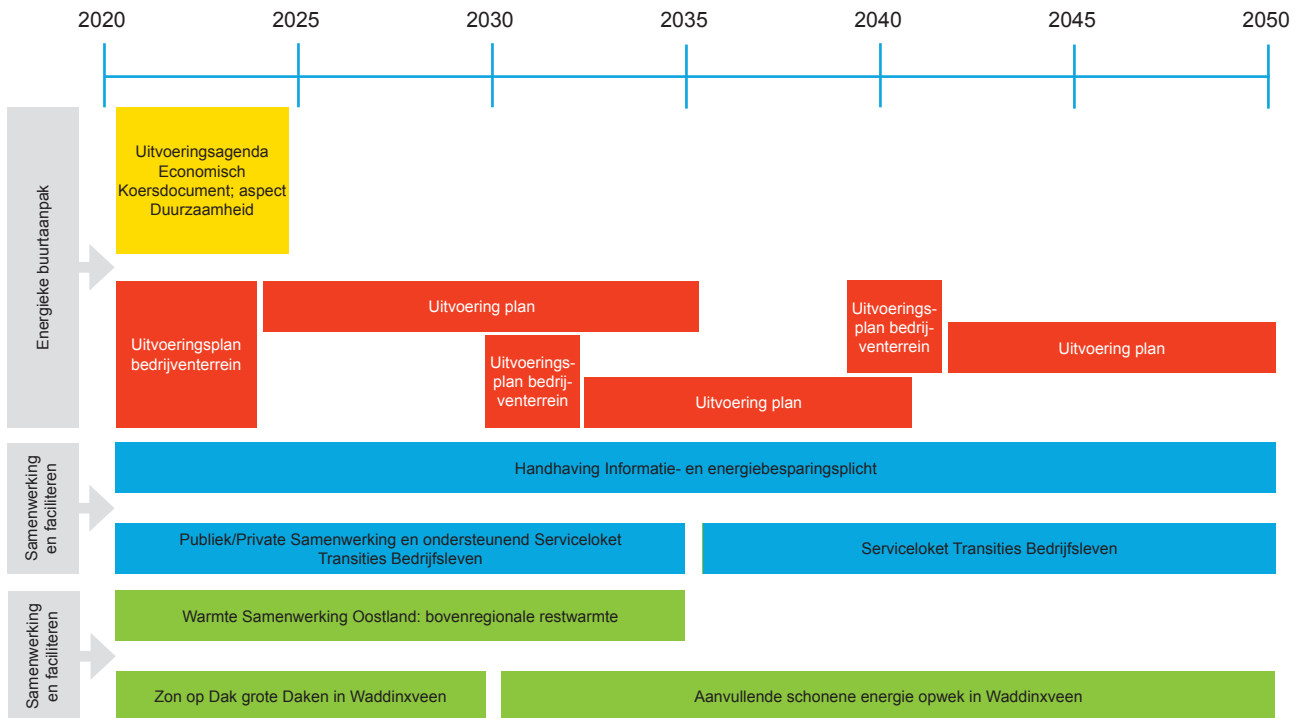 2020 2025 2030 2035 2040 2045 2050
Energieke buurtaanpak
Uitvoeringsagenda
Economisch
Koersdocument; aspect
Duurzaamheid
Uitvoeringsplan
bedrijventerrein
Uitvoering plan
Uitvoerings-
plan bedrij-
venterrein
Uitvoering plan
Uitvoerings-
plan bedrij-
venterrein
Uitvoering plan
Samenwerking
en faciliteren
Handhaving Informatie- en energiebesparingsplicht
Publiek/Private Samenwerking en ondersteunend Serviceloket
Transities Bedrijfsleven
Serviceloket Transities Bedrijfsleven
Samenwerking
en faciliteren
Warmte Samenwerking Oostland: bovenregionale restwarmte
Zon op Dak grote Daken in Waddinxveen
Aanvullende schonene energie opwek in Waddinxveen